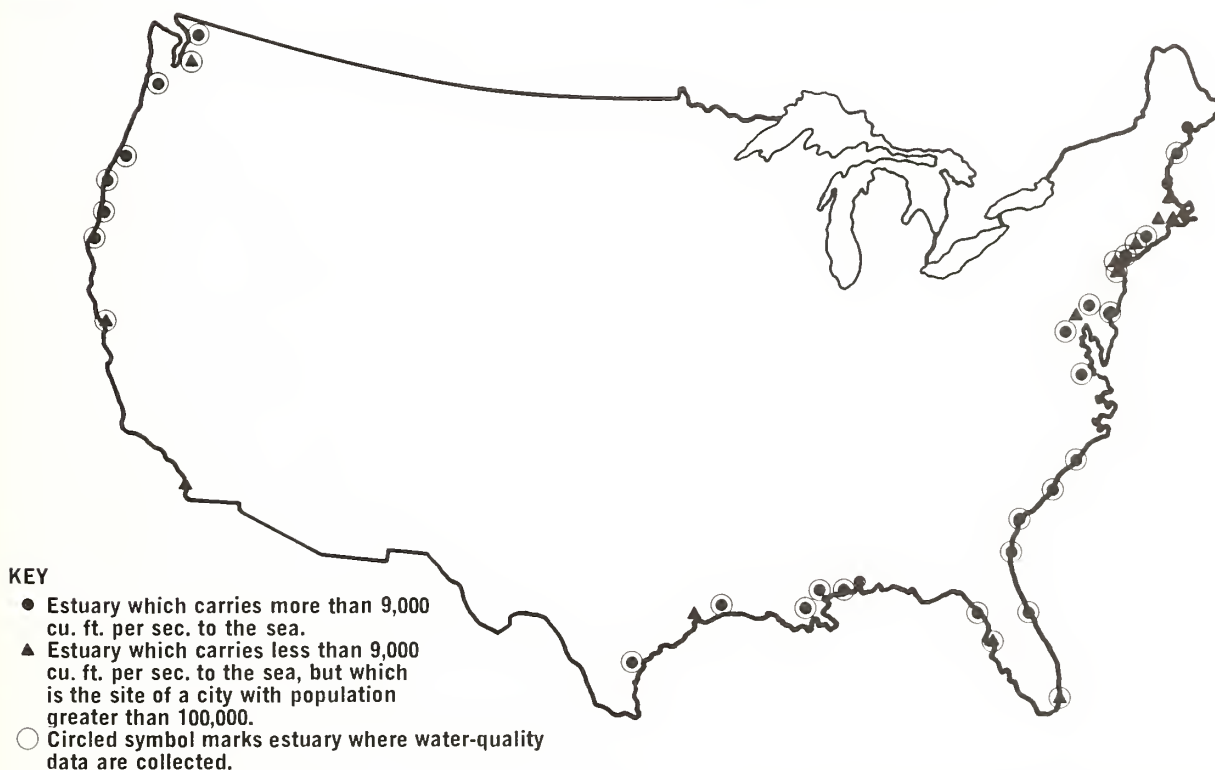 KEY
● Estuary which carries more than 9,000
cu. ft. per sec. to the sea.
▲ Estuary which carries less than 9,000
cu. ft. per sec. to the sea, but which
is the site of a city with population
greater than 100,000.
○ Circled symbol marks estuary where water-quality
data are collected.